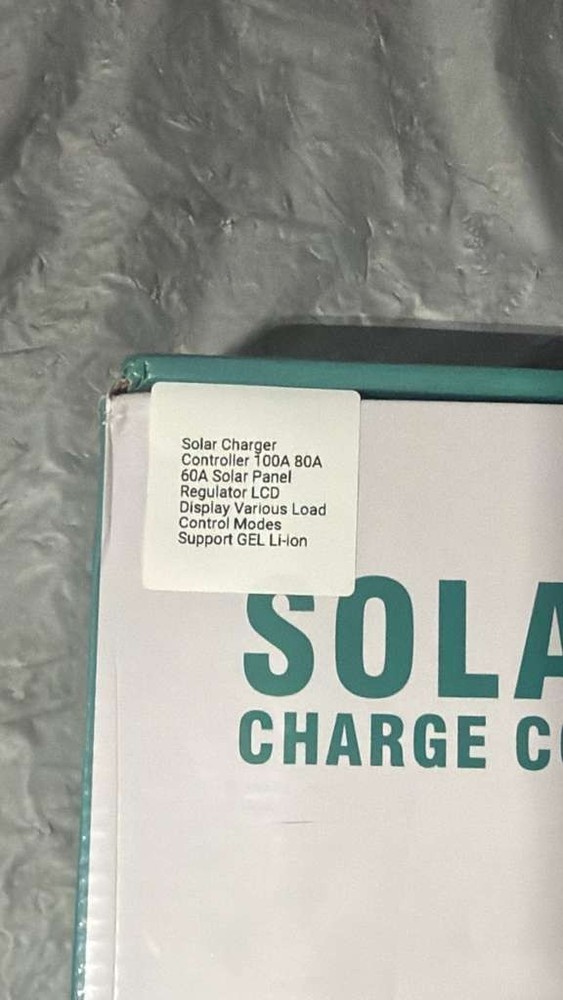 Solar Charger
Controller 100A 80A
60A Solar Panel
Regulator LCD
Display Various Load
Control Modes
Support GEL Li-ion
SOLA
CHARGE CO